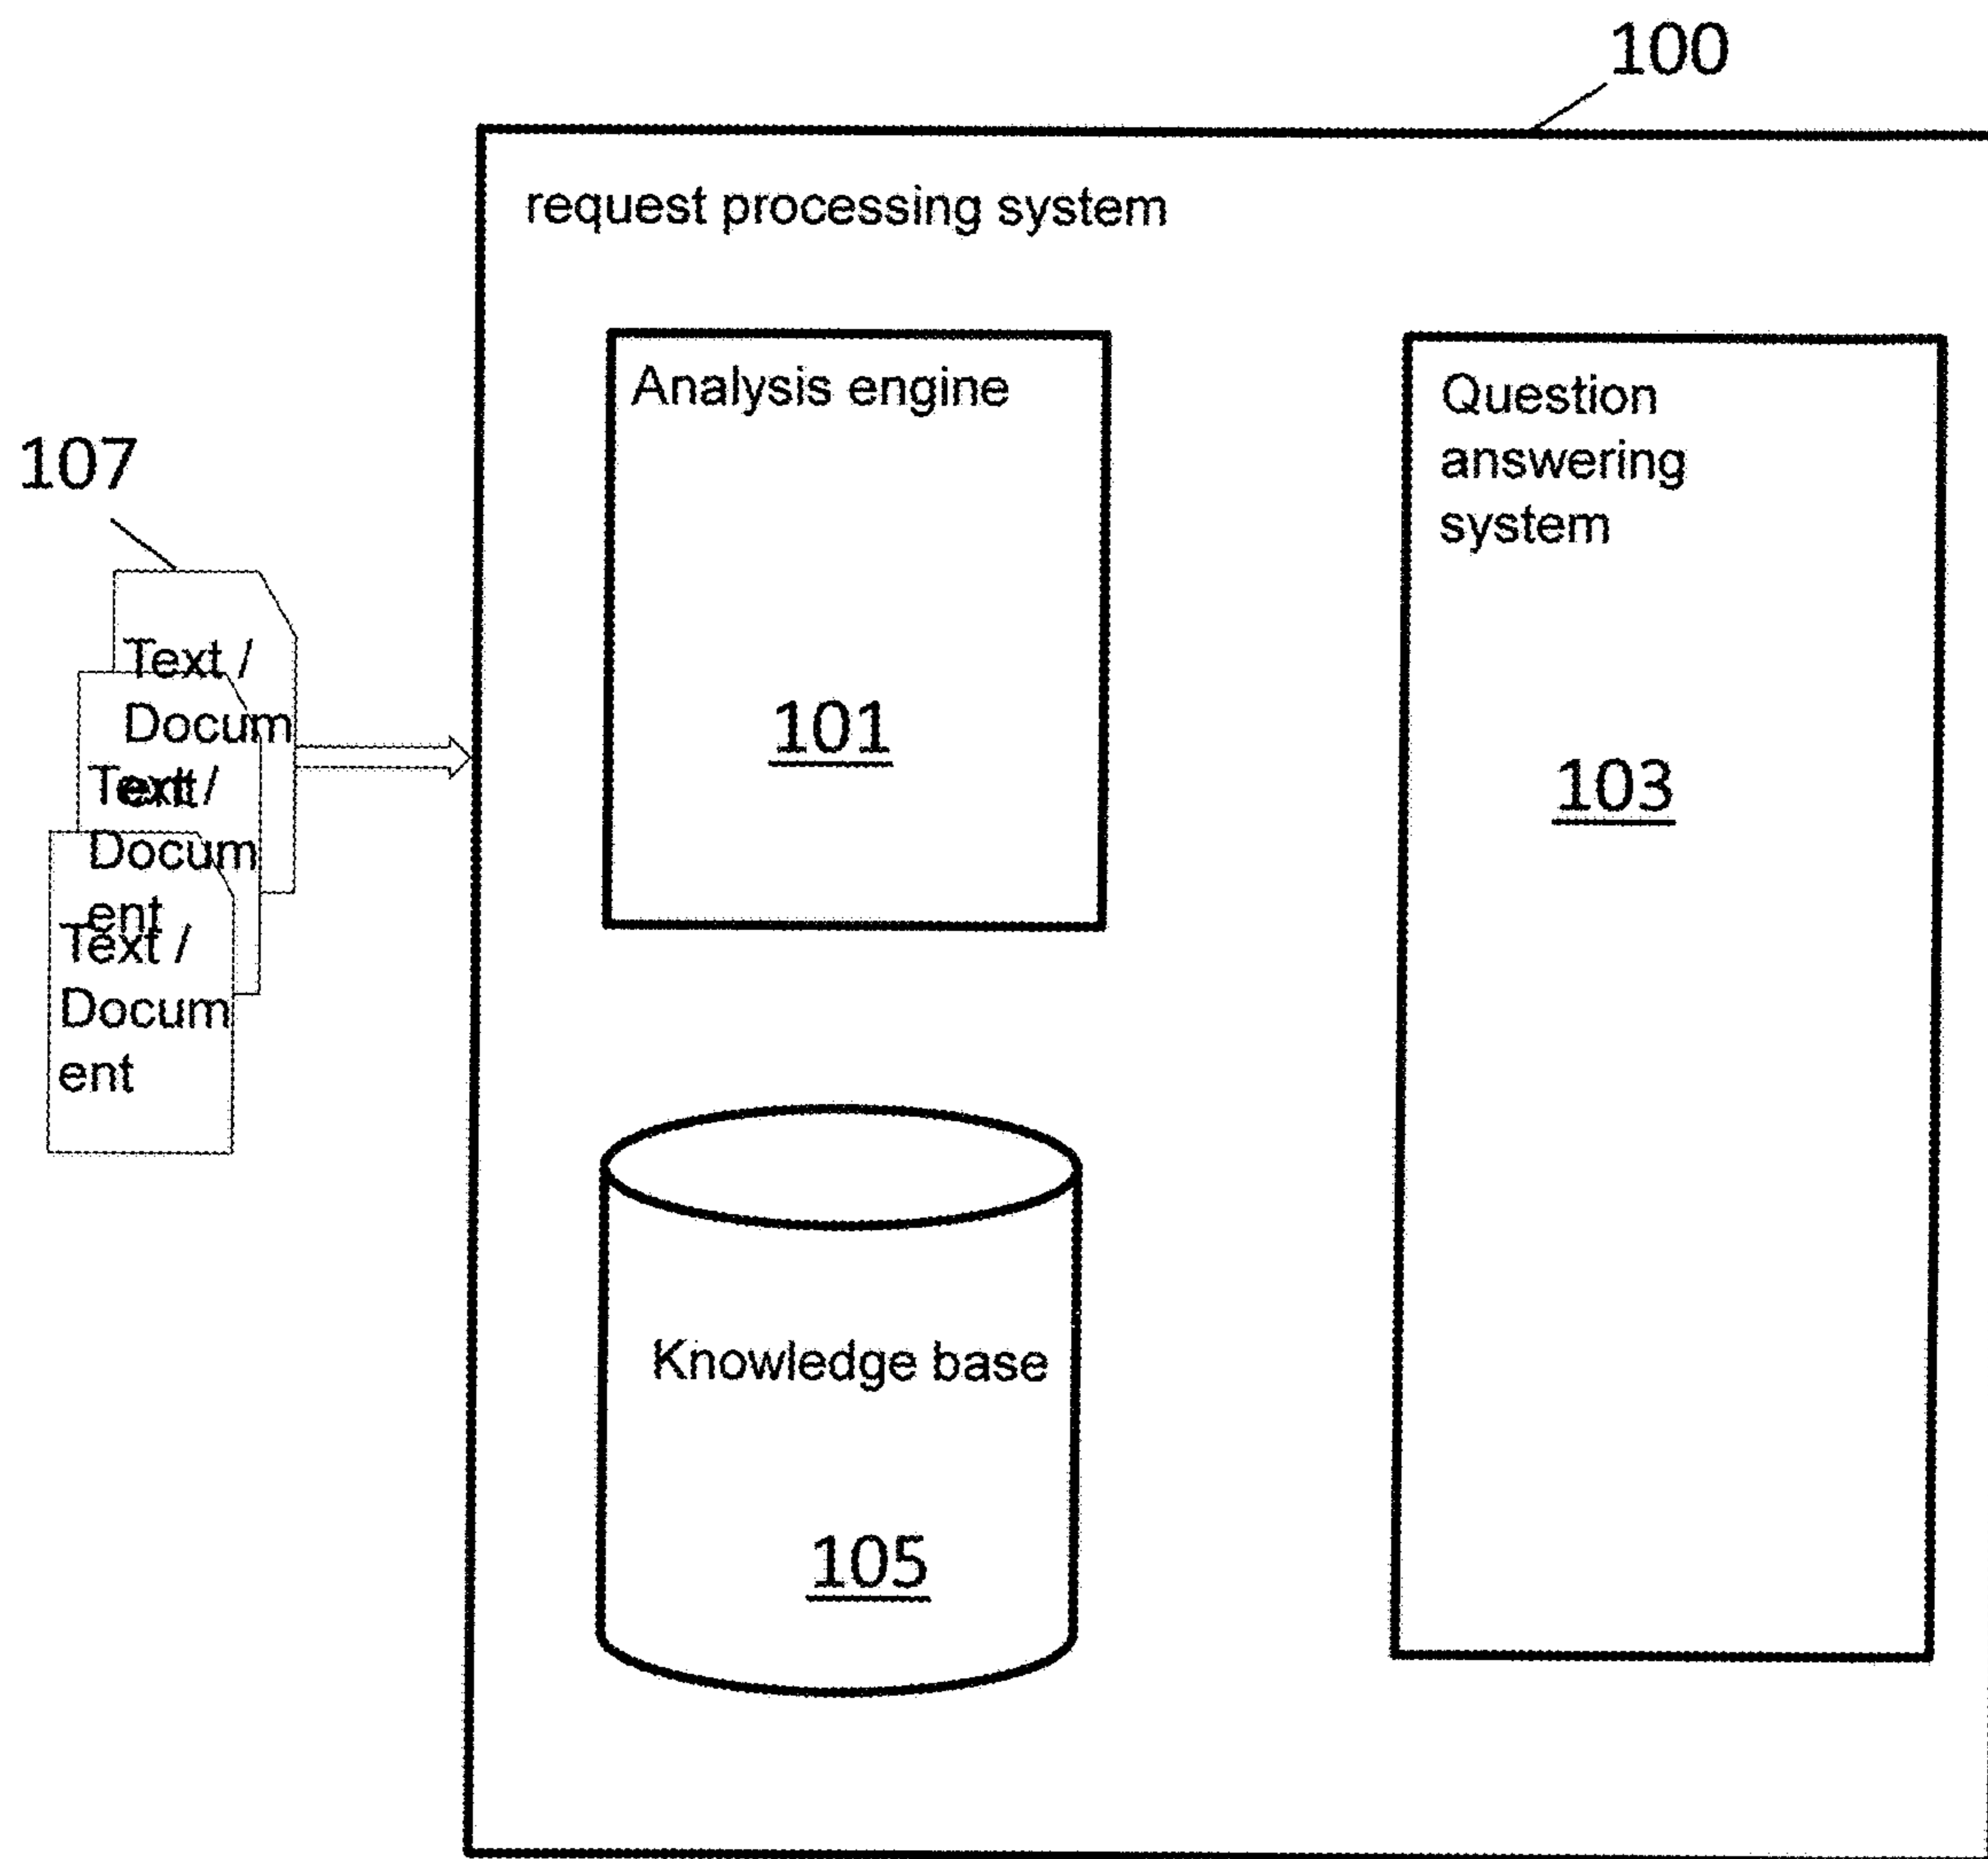 100
request processing system
Analysis engine
101
Question
answering
system
103
107
Text /
Docum
ent
Text /
Docum
ent
Text /
Docum
ent
Knowledge base
105